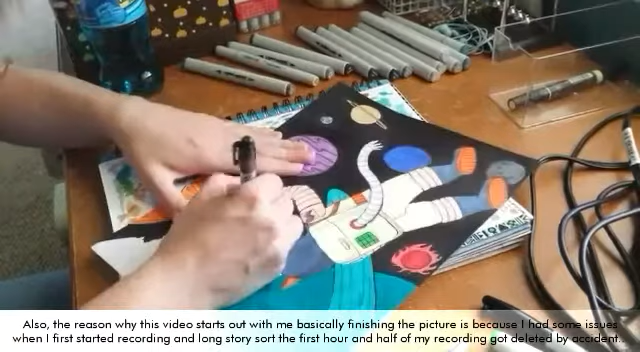 Also, the reason why this video starts out with me basically finishing the picture is because I had some issues
when I first started recording and long story sort the first hour and half of my recording got deleted by accident..